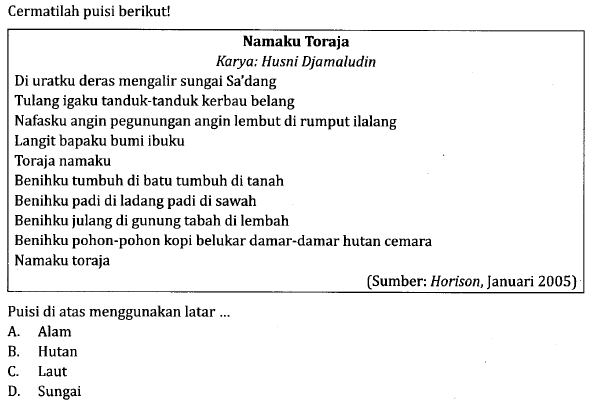 Cermatilah puisi berikut!
Namaku Toraja
Karya: Husni Djamaludin
Di uratku deras mengalir sungai Sa'dang
Tulang igaku tanduk-tanduk kerbau belang
Nafasku angin pegunungan angin lembut di rumput ilalang
Langit bapaku bumi ibuku
Toraja namaku
Benihku tumbuh di batu tumbuh di tanah
Benihku padi di ladang padi di sawah
Benihku julang di gunung tabah di lembah
Benihku pohon-pohon kopi belukar damar-damar hutan cemara
Namaku toraja
(Sumber: Horison, Januari 2005)
Puisi di atas menggunakan latar ...
A. Alam
B. Hutan
C. Laut
D. Sungai